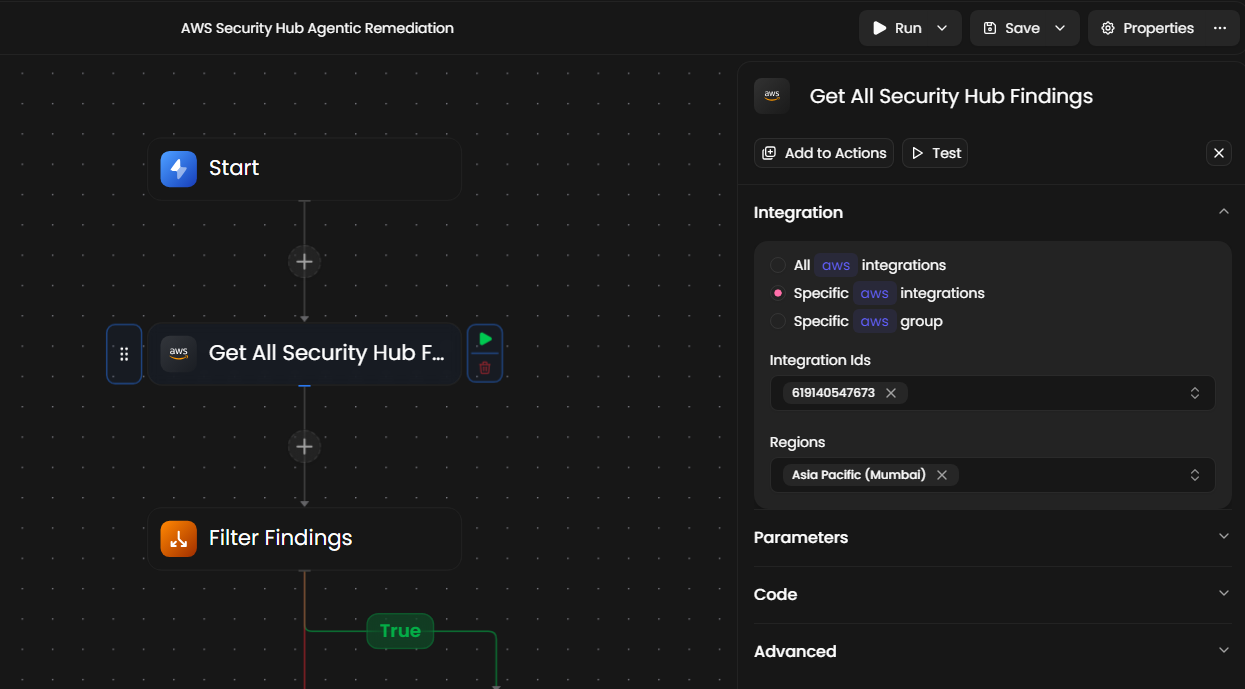 AWS Security Hub Agentic Remediation
Run
Save
Properties
aws
Get All Security Hub Findings
Add to Actions
Test
Integration
All aws integrations
Specific aws integrations
Specific aws group
Integration Ids
619140547673
Regions
Asia Pacific (Mumbai)
Parameters
Code
Advanced
Start
aws
Get All Security Hub F...
Filter Findings
True